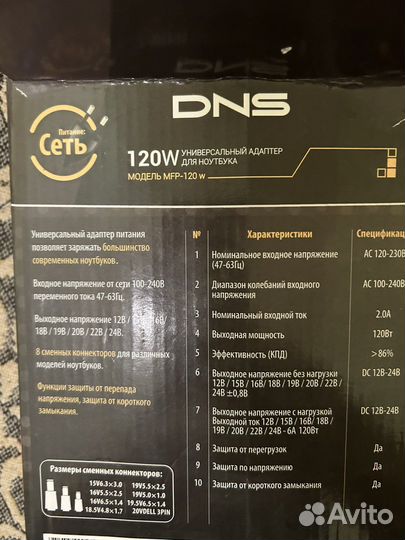 DNS
Питание:
Сеть
120W УНИВЕРСАЛЬНЫЙ АДАПТЕР
ДЛЯ НОУТБУКА
МОДЕЛЬ MFP-120 w
Универсальный адаптер питания
позволяет заряжать большинство
современных ноутбуков.
Входное напряжение от сети 100-240В
переменного тока 47-63Гц.
Выходное напряжение 12В / 15В / 16В/
18В / 19В / 20В / 22В / 24В.
8 сменных коннекторов для различных
моделей ноутбуков.
Функции защиты от перепада
напряжения, защита от короткого
замыкания.
Размеры сменных коннекторов
15V6.3×3.0 19V5.5×2.5
16V5.5×2.5 19V5.0×1.0
16V6.5×1.4 19.5V6.5×1.4
18.5V4.8×1.7 20VDELL 3PIN
№ Характеристики Специфика
1 Номинальное входное напряжение AC 120-230В
(47-63Гц)
2 Диапазон колебаний входного AC 100-240В
напряжения
3 Номинальный входной ток 2.0А
4 Выходная мощность 120Вт
5 Эффективность (КПД) >86%
6 Выходное напряжение без нагрузки DC 12В-24В
12В / 15В / 16В/ 18В / 19В / 20В / 22В
/ 24В ±0,8В
7 Выходное напряжение с нагрузкой DC 12В-24В
Выходной ток 12В / 15В / 16В / 18В /
19В / 20В / 22В / 24В - 6А 120Вт
8 Защита от перегрузок Да
9 Защита по напряжению Да
10 Защита от короткого замыкания Да
Avito